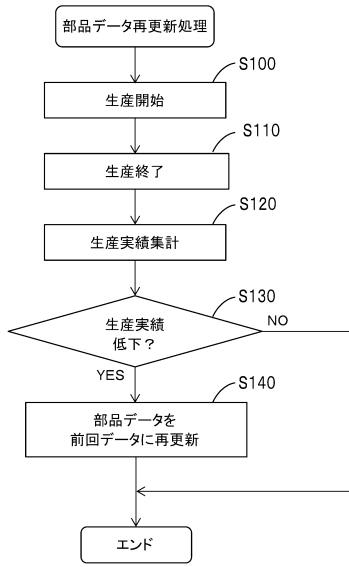 部品データ再更新処理
S100
生産開始
S110
生産終了
S120
生産実績集計
S130
生産実績
低下？
NO
YES
S140
部品データを
前回データに再更新
エンド